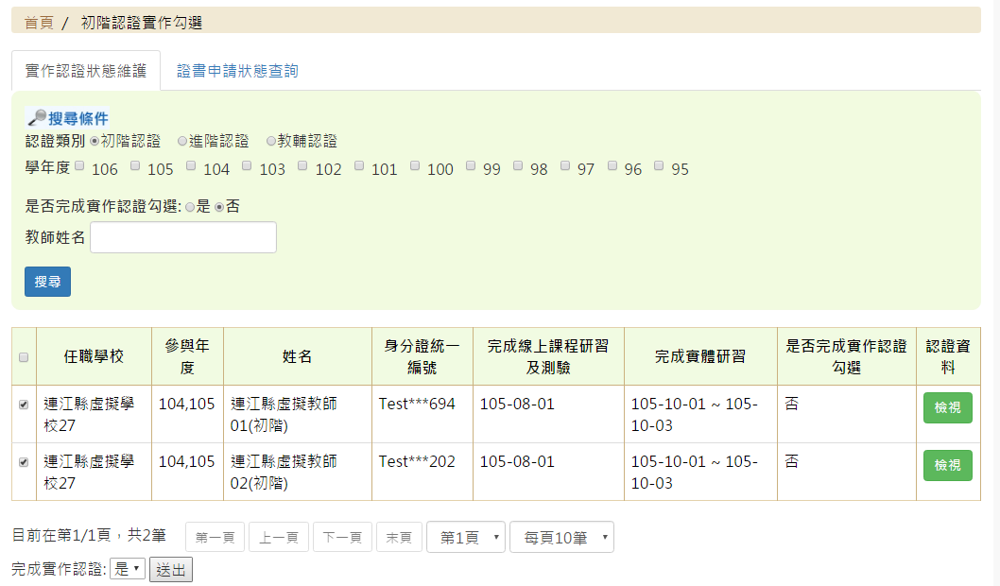 首頁 / 初階認證實作勾選
實作認證狀態維護 證書申請狀態查詢
搜尋條件
認證類別 初階認證 進階認證 教輔認證
學年度 106 105 104 103 102 101 100 99 98 97 96 95
是否完成實作認證勾選: 是 否
教師姓名
搜尋
任職學校 參與年度 姓名 身分證統一編號 完成線上課程研習及測驗 完成實體研習 是否完成實作認證勾選 認證資料
連江縣虛擬學校27 104,105 連江縣虛擬教師01(初階) Test***694 105-08-01 105-10-01 ~ 105-10-03 否 檢視
連江縣虛擬學校27 104,105 連江縣虛擬教師02(初階) Test***202 105-08-01 105-10-01 ~ 105-10-03 否 檢視
目前在第1/1頁，共2筆 第一頁 上一頁 下一頁 末頁 第1頁 每頁10筆
完成實作認證: 是 送出